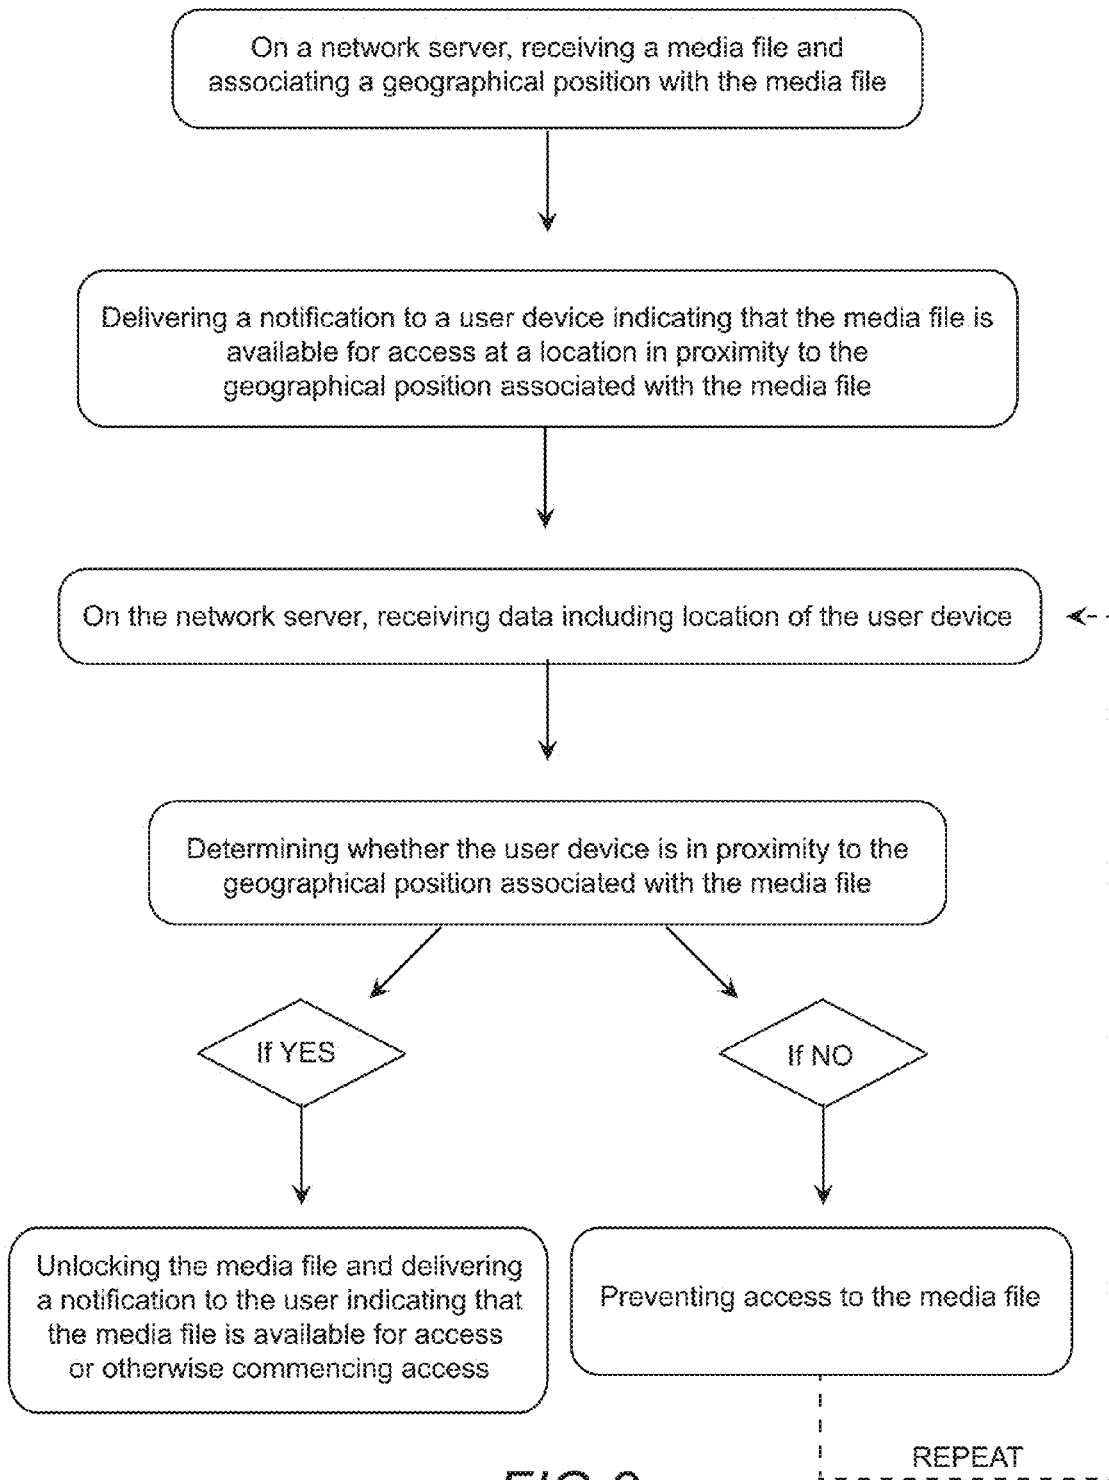 On a network server, receiving a media file and
associating a geographical position with the media file
Delivering a notification to a user device indicating that the media file is
available for access at a location in proximity to the
geographical position associated with the media file
On the network server, receiving data including location of the user device
Determining whether the user device is in proximity to the
geographical position associated with the media file
If YES
If NO
Unlocking the media file and delivering
a notification to the user indicating that
the media file is available for access
or otherwise commencing access
Preventing access to the media file
REPEAT